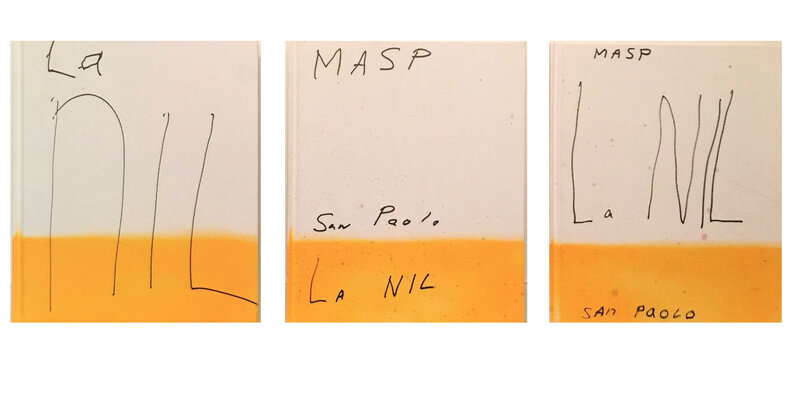 La
nIL
MASP
San Paolo
La NIL
MASP
La NIL
SAn PaoLo